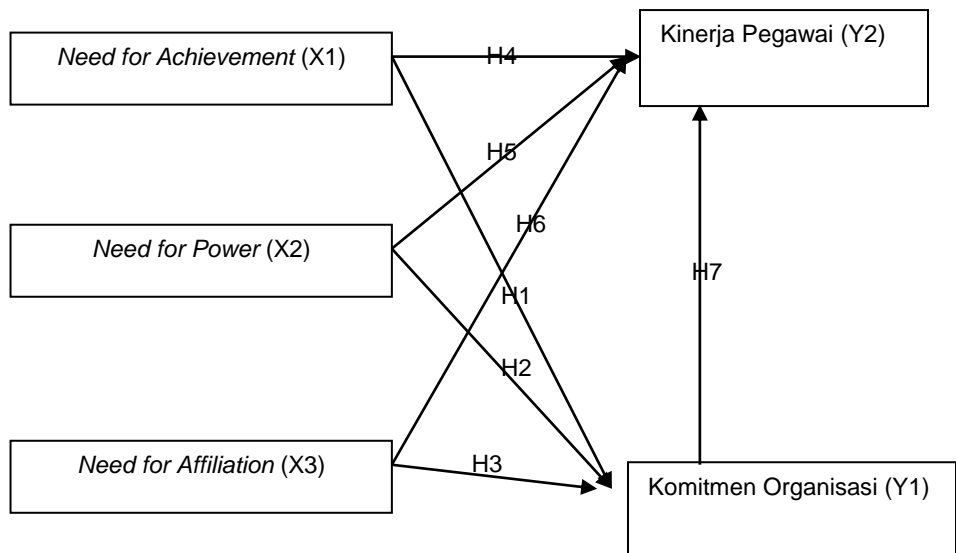 Need for Achievement (X1)
H4
Kinerja Pegawai (Y2)
H5
Need for Power (X2)
H6
H7
H1
H2
Need for Affiliation (X3)
H3
Komitmen Organisasi (Y1)